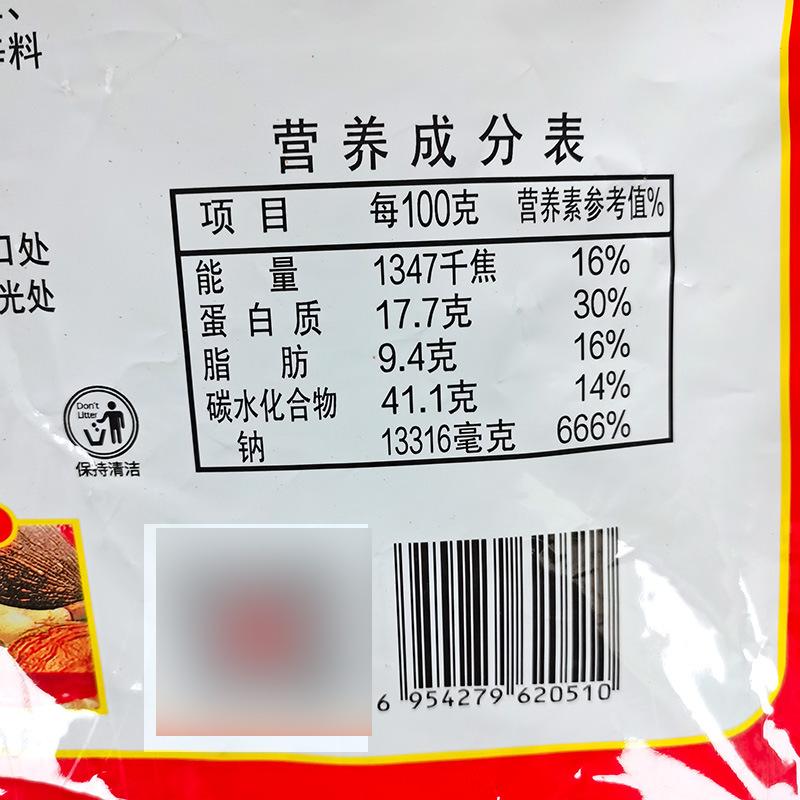 料
营养成分表
项目 每100克 营养素参考值%
能量 1347千焦 16%
蛋白质 17.7克 30%
脂肪 9.4克 16%
碳水化合物 41.1克 14%
钠 13316毫克 666%
口处
光处
Don't
Litter
保持清洁
6 954279 620510